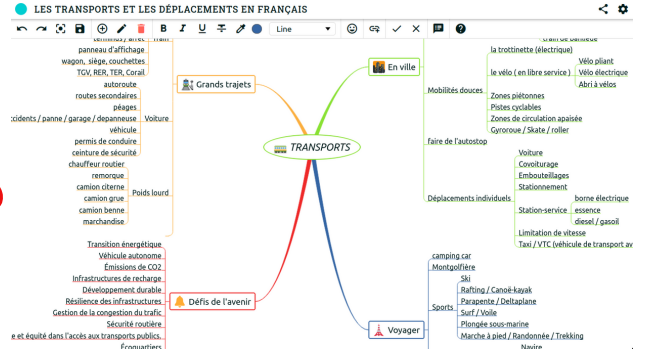 LES TRANSPORTS ET LES DÉPLACEMENTS EN FRANÇAIS
B I U Line
panneau d'affichage
wagon, siège, couchettes
TGV, RER, TER, Corail
Train
autoroute
routes secondaires
péages
ccidents / panne / garage / depanneuse
véhicule
permis de conduire
ceinture de sécurité
Voiture
chauffeur routier
remorque
camion citerne
camion grue
camion benne
marchandise
Poids lourd
Grands trajets
TRANSPORTS
Transition énergétique
Véhicule autonome
Émissions de CO2
Infrastructures de recharge
Développement durable
Résilience des infrastructures
Gestion de la congestion du trafic
Sécurité routière
e et équité dans l'accès aux transports publics.
Écoquartiers
Défis de l'avenir
En ville
Mobilités douces
train de banlieue
la trottinette (électrique)
le vélo ( en libre service )
Vélo pliant
Vélo électrique
Abri à vélos
Zones piétonnes
Pistes cyclables
Zones de circulation apaisée
Gyroroue / Skate / roller
faire de l'autostop
Déplacements individuels
Voiture
Covoiturage
Embouteillages
Stationnement
Station-service
borne électrique
essence
diesel / gasoil
Limitation de vitesse
Taxi / VTC (véhicule de transport av
Voyager
camping car
Montgolfière
Sports
Ski
Rafting / Canoë-kayak
Parapente / Deltaplane
Surf / Voile
Plongée sous-marine
Marche à pied / Randonnée / Trekking
Navire